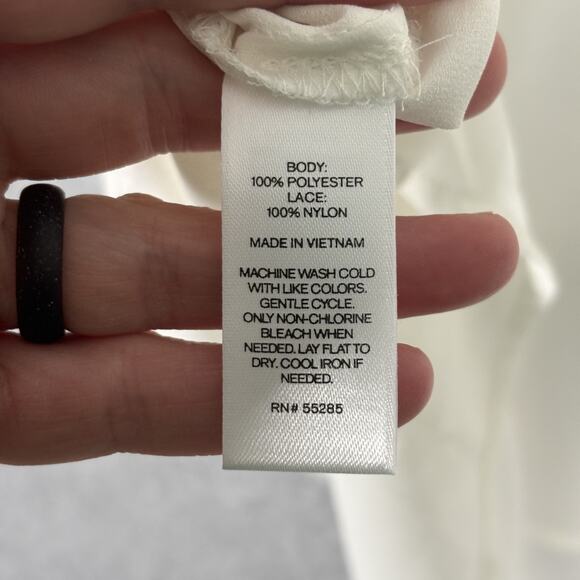 BODY:
100% POLYESTER
LACE:
100% NYLON
MADE IN VIETNAM
MACHINE WASH COLD
WITH LIKE COLORS.
GENTLE CYCLE.
ONLY NON-CHLORINE
BLEACH WHEN
NEEDED. LAY FLAT TO
DRY. COOL IRON IF
NEEDED.
RN# 55285